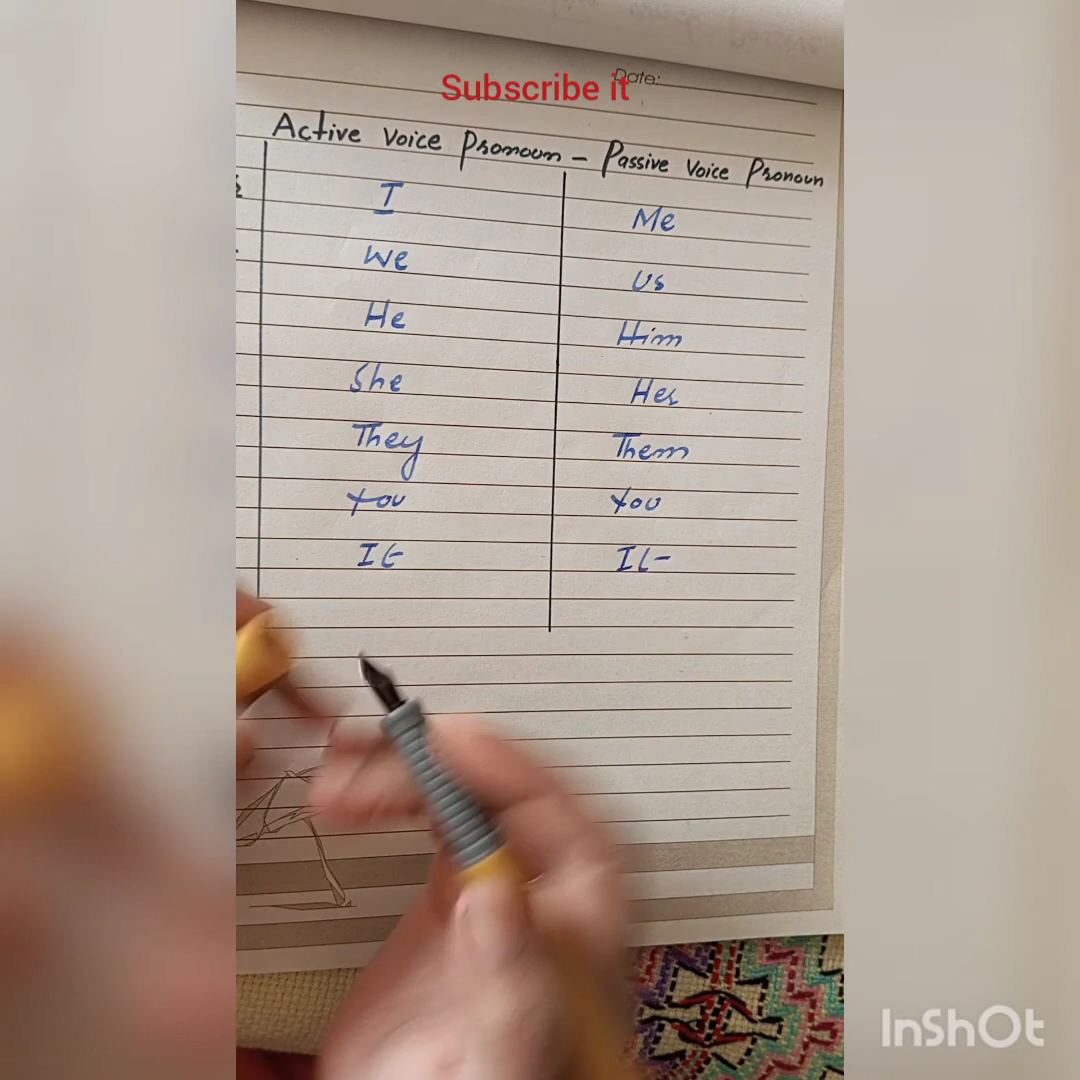 Subscribe it
Date:
Active Voice Pronoun - Passive Voice Pronoun
I Me
We Us
He Him
She Her
They Them
You You
It It
InShOt